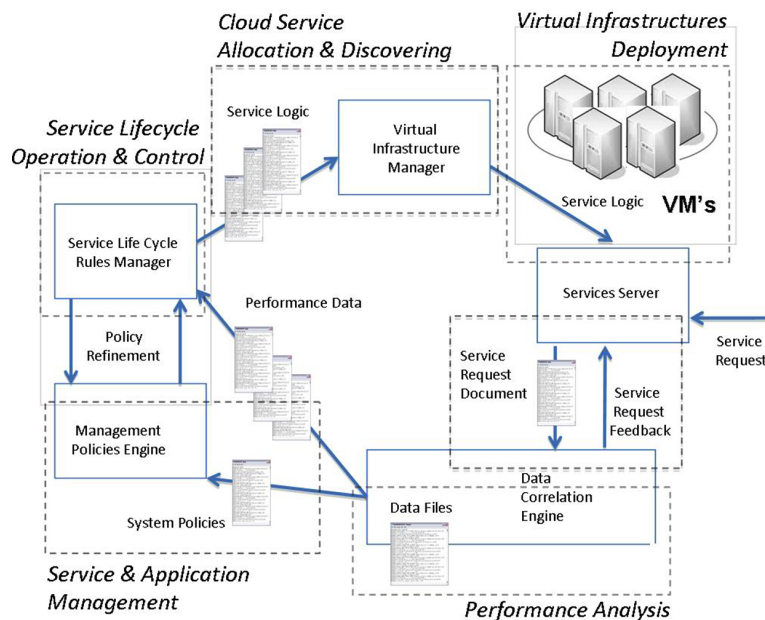 Cloud Service
Allocation & Discovering
Virtual Infrastructures
Deployment
Service Lifecycle
Operation & Control
Service Logic
Virtual
Infrastructure
Manager
Service Logic
VM's
Service Life Cycle
Rules Manager
Services Server
Performance Data
Policy
Refinement
Service
Request
Service
Request
Document
Service
Request
Feedback
Management
Policies Engine
Data
Correlation
Engine
Data Files
System Policies
Service & Application
Management
Performance Analysis